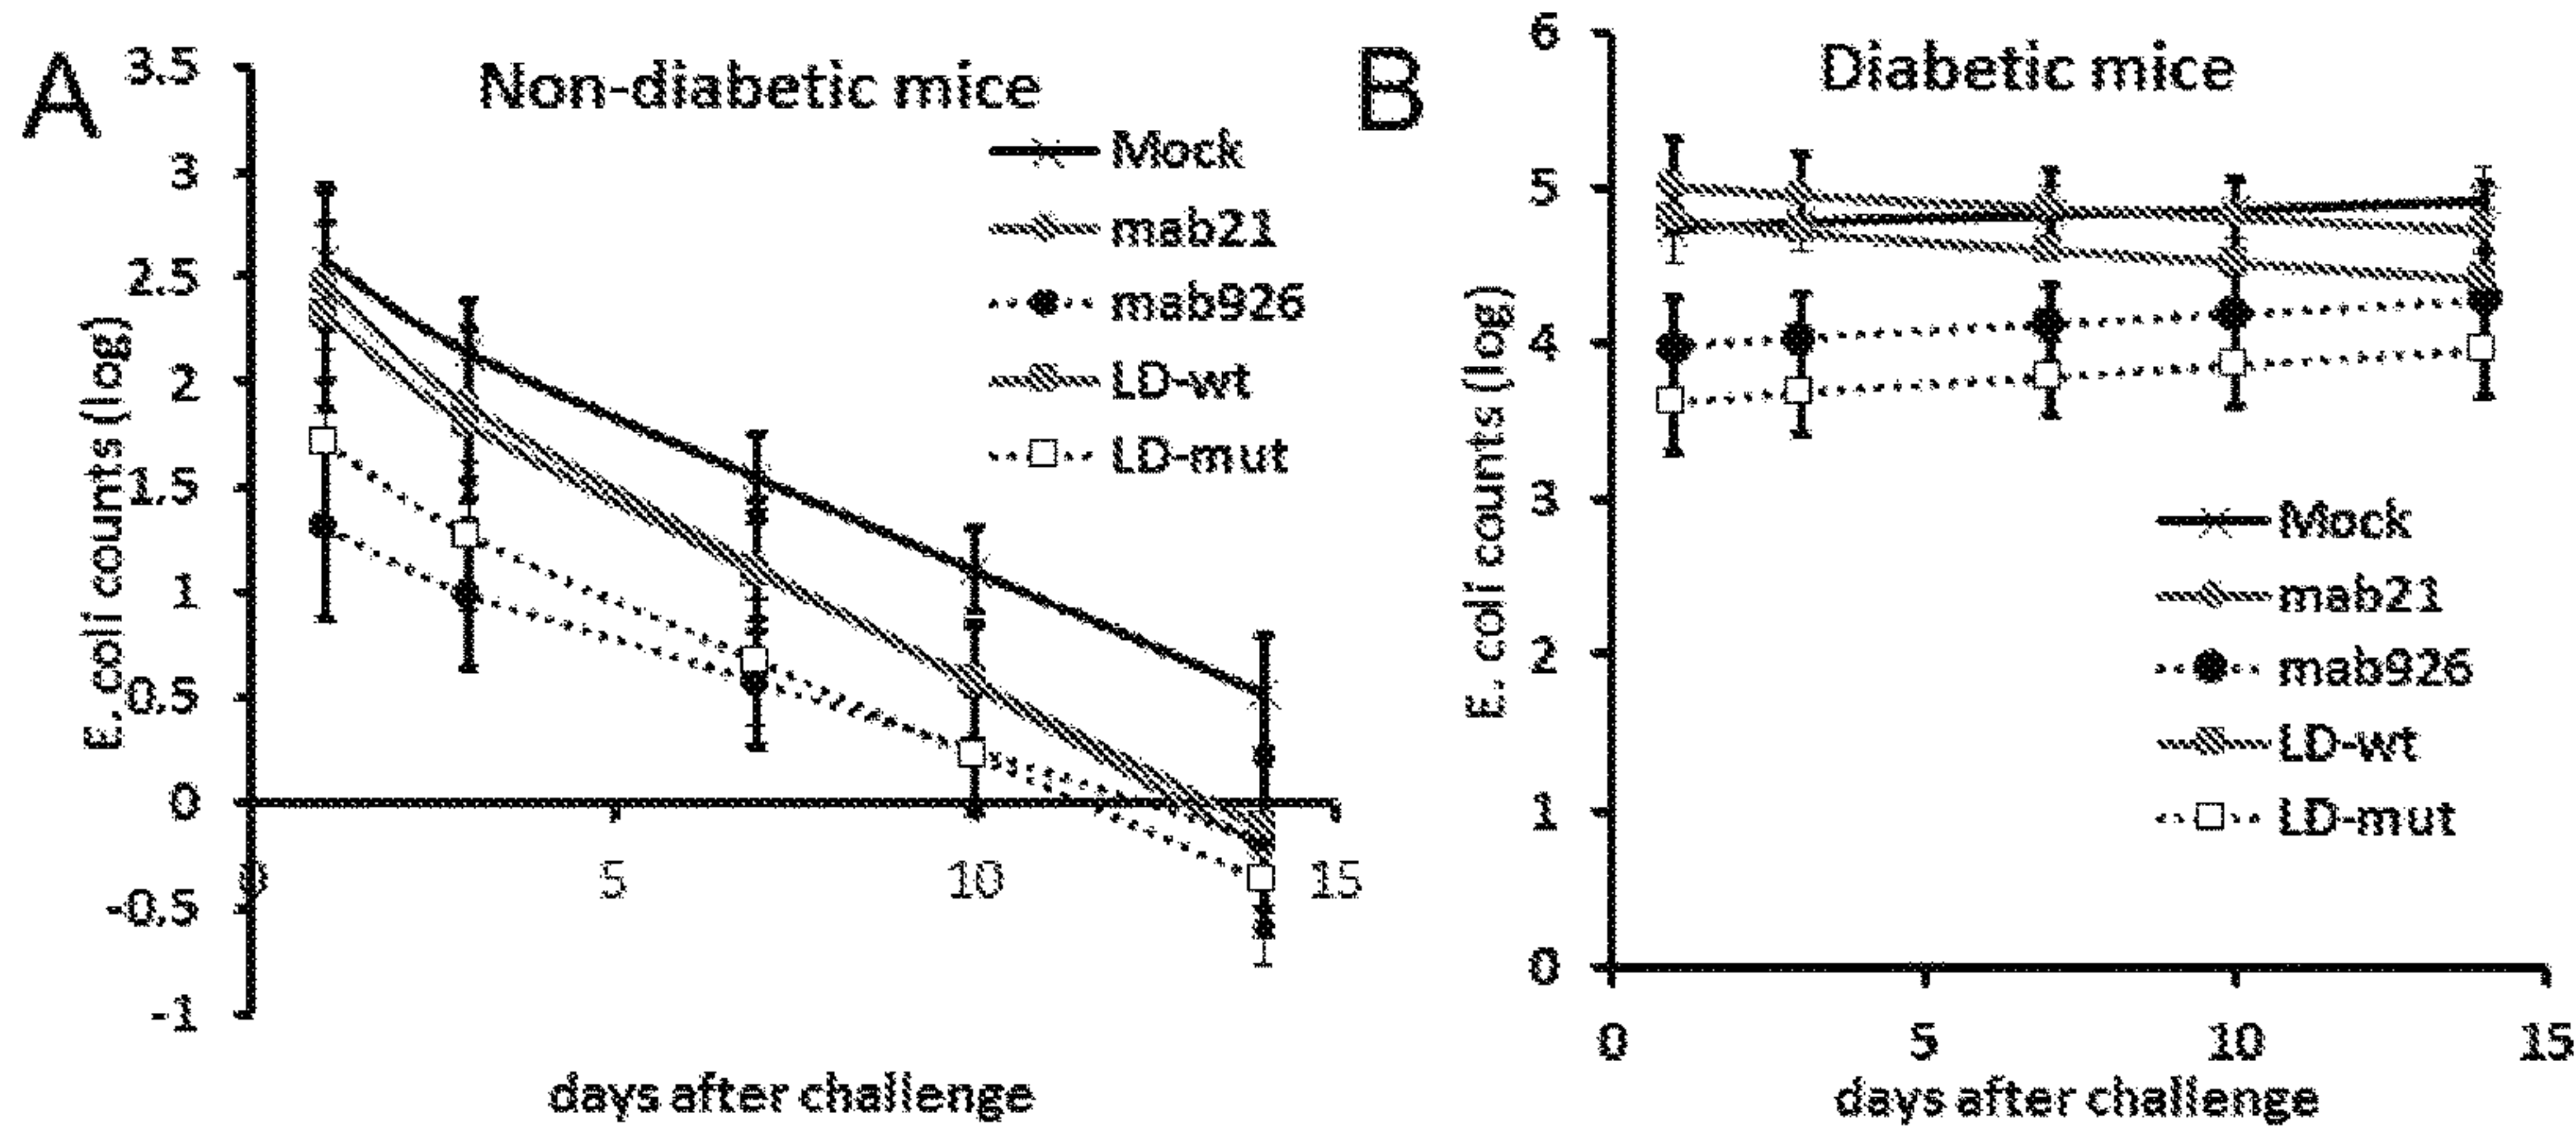 A
Non-diabetic mice
3.5
3
2.5
2
1.5
1
0.5
0
-0.5
-1
E. coli counts (log)
Mock
mab21
mab926
LD-wt
LD-mut
0
5
10
15
days after challenge
B
Diabetic mice
6
5
4
3
2
1
0
E. coli counts (log)
Mock
mab21
mab926
LD-wt
LD-mut
0
5
10
15
days after challenge